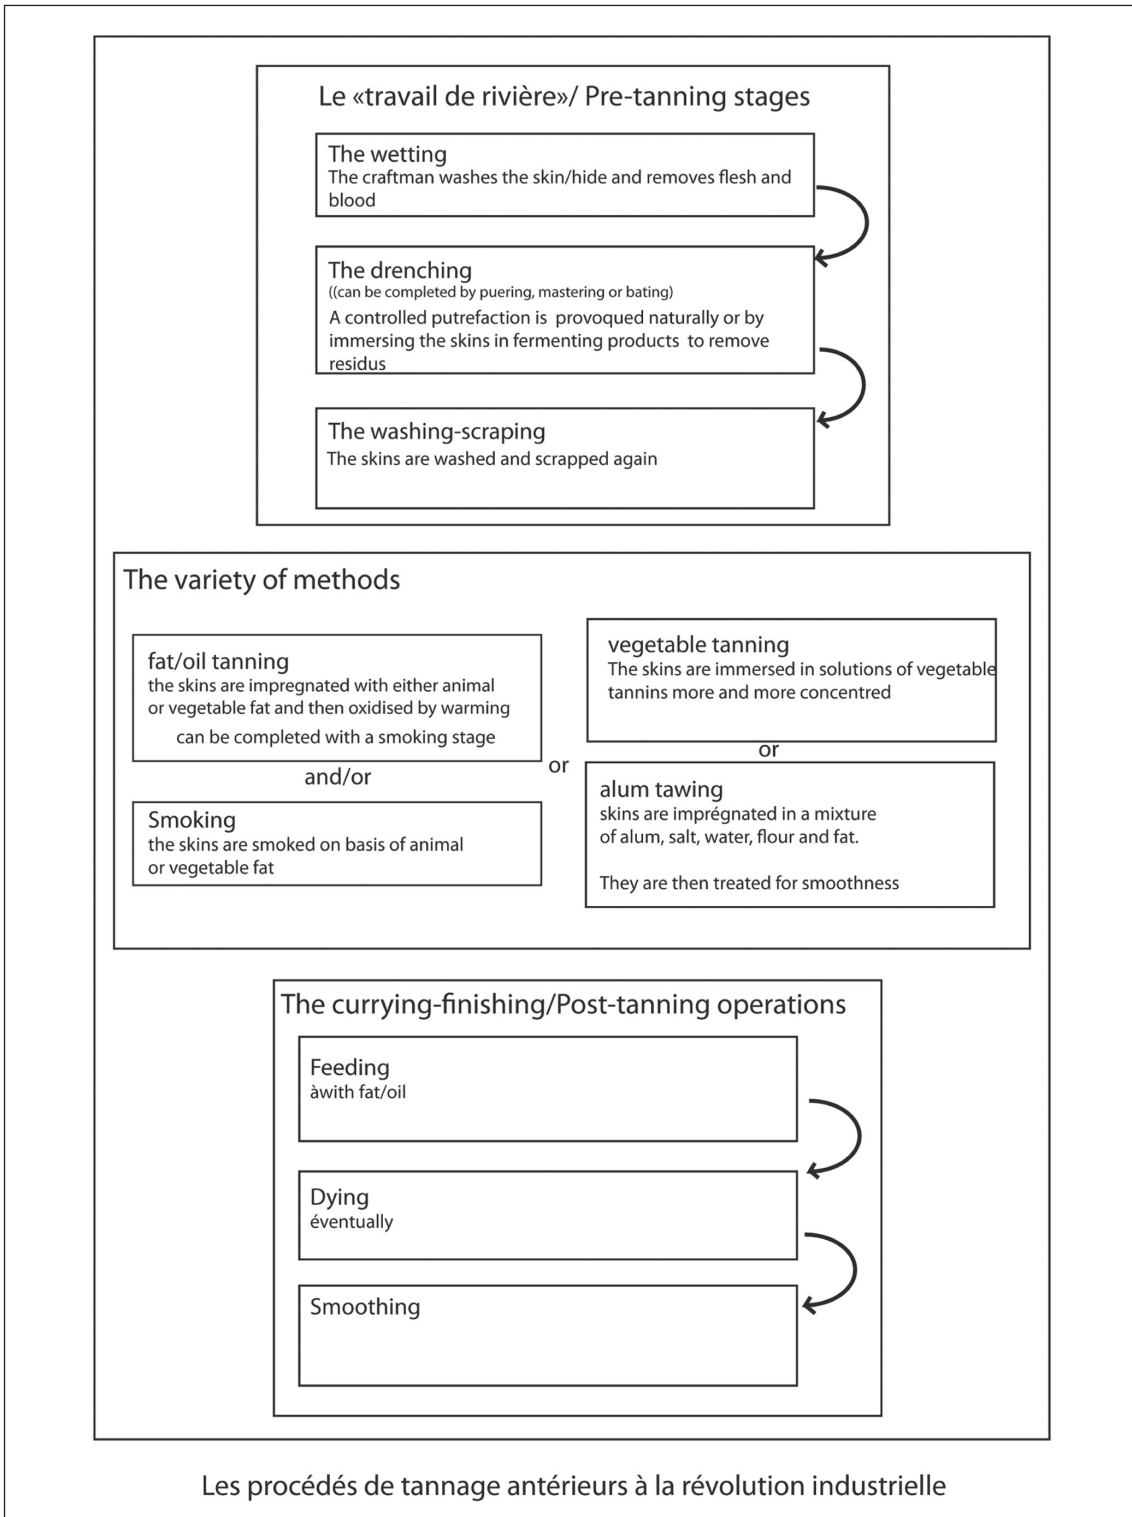 Le «travail de rivière»/ Pre-tanning stages
The wetting
The craftman washes the skin/hide and removes flesh and
blood
The drenching
((can be completed by puering, mastering or bating)
A controlled putrefaction is provoqued naturally or by
immersing the skins in fermenting products to remove
residus
The washing-scraping
The skins are washed and scrapped again
The variety of methods
fat/oil tanning
the skins are impregnated with either animal
or vegetable fat and then oxidised by warming
can be completed with a smoking stage
and/or
Smoking
the skins are smoked on basis of animal
or vegetable fat
or
vegetable tanning
The skins are immersed in solutions of vegetable
tannins more and more concentred
or
alum tawing
skins are imprégnated in a mixture
of alum, salt, water, flour and fat.
They are then treated for smoothness
The currying-finishing/Post-tanning operations
Feeding
àwith fat/oil
Dying
éventually
Smoothing
Les procédés de tannage antérieurs à la révolution industrielle